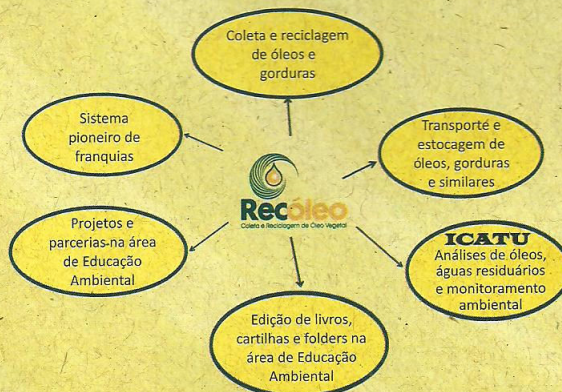 Coleta e reciclagem
de óleos e
gorduras
Sistema
pioneiro de
franquias
Transporte e
estocagem de
óleos, gorduras
e similares
Recóleo
Coleta e Reciclagem de Óleo Vegetal
Projetos e
parcerias na área
de Educação
Ambiental
ICATU
Análises de óleos,
águas residuários
e monitoramento
ambiental
Edição de livros,
cartilhas e folders na
área de Educação
Ambiental